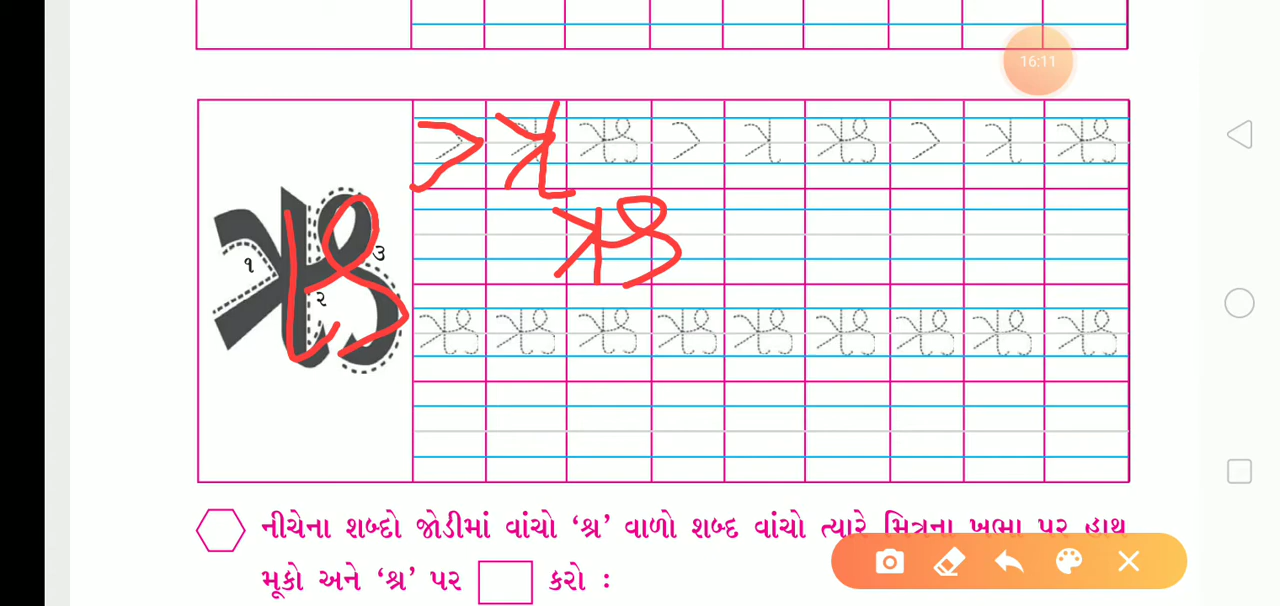 16:11
ઋ ઋ ઋ
ઋ
ઋ
૧ ૨ ૩
ઋ ઋ ઋ ઋ ઋ ઋ ઋ ઋ ઋ
નીચેના શબ્દો જોડીમાં વાંચો ‘શ્ર’ વાળો શબ્દ વાંચો ત્યારે મિત્રના ખભા પર હાથ
મૂકો અને ‘શ્ર’ પર કરો :